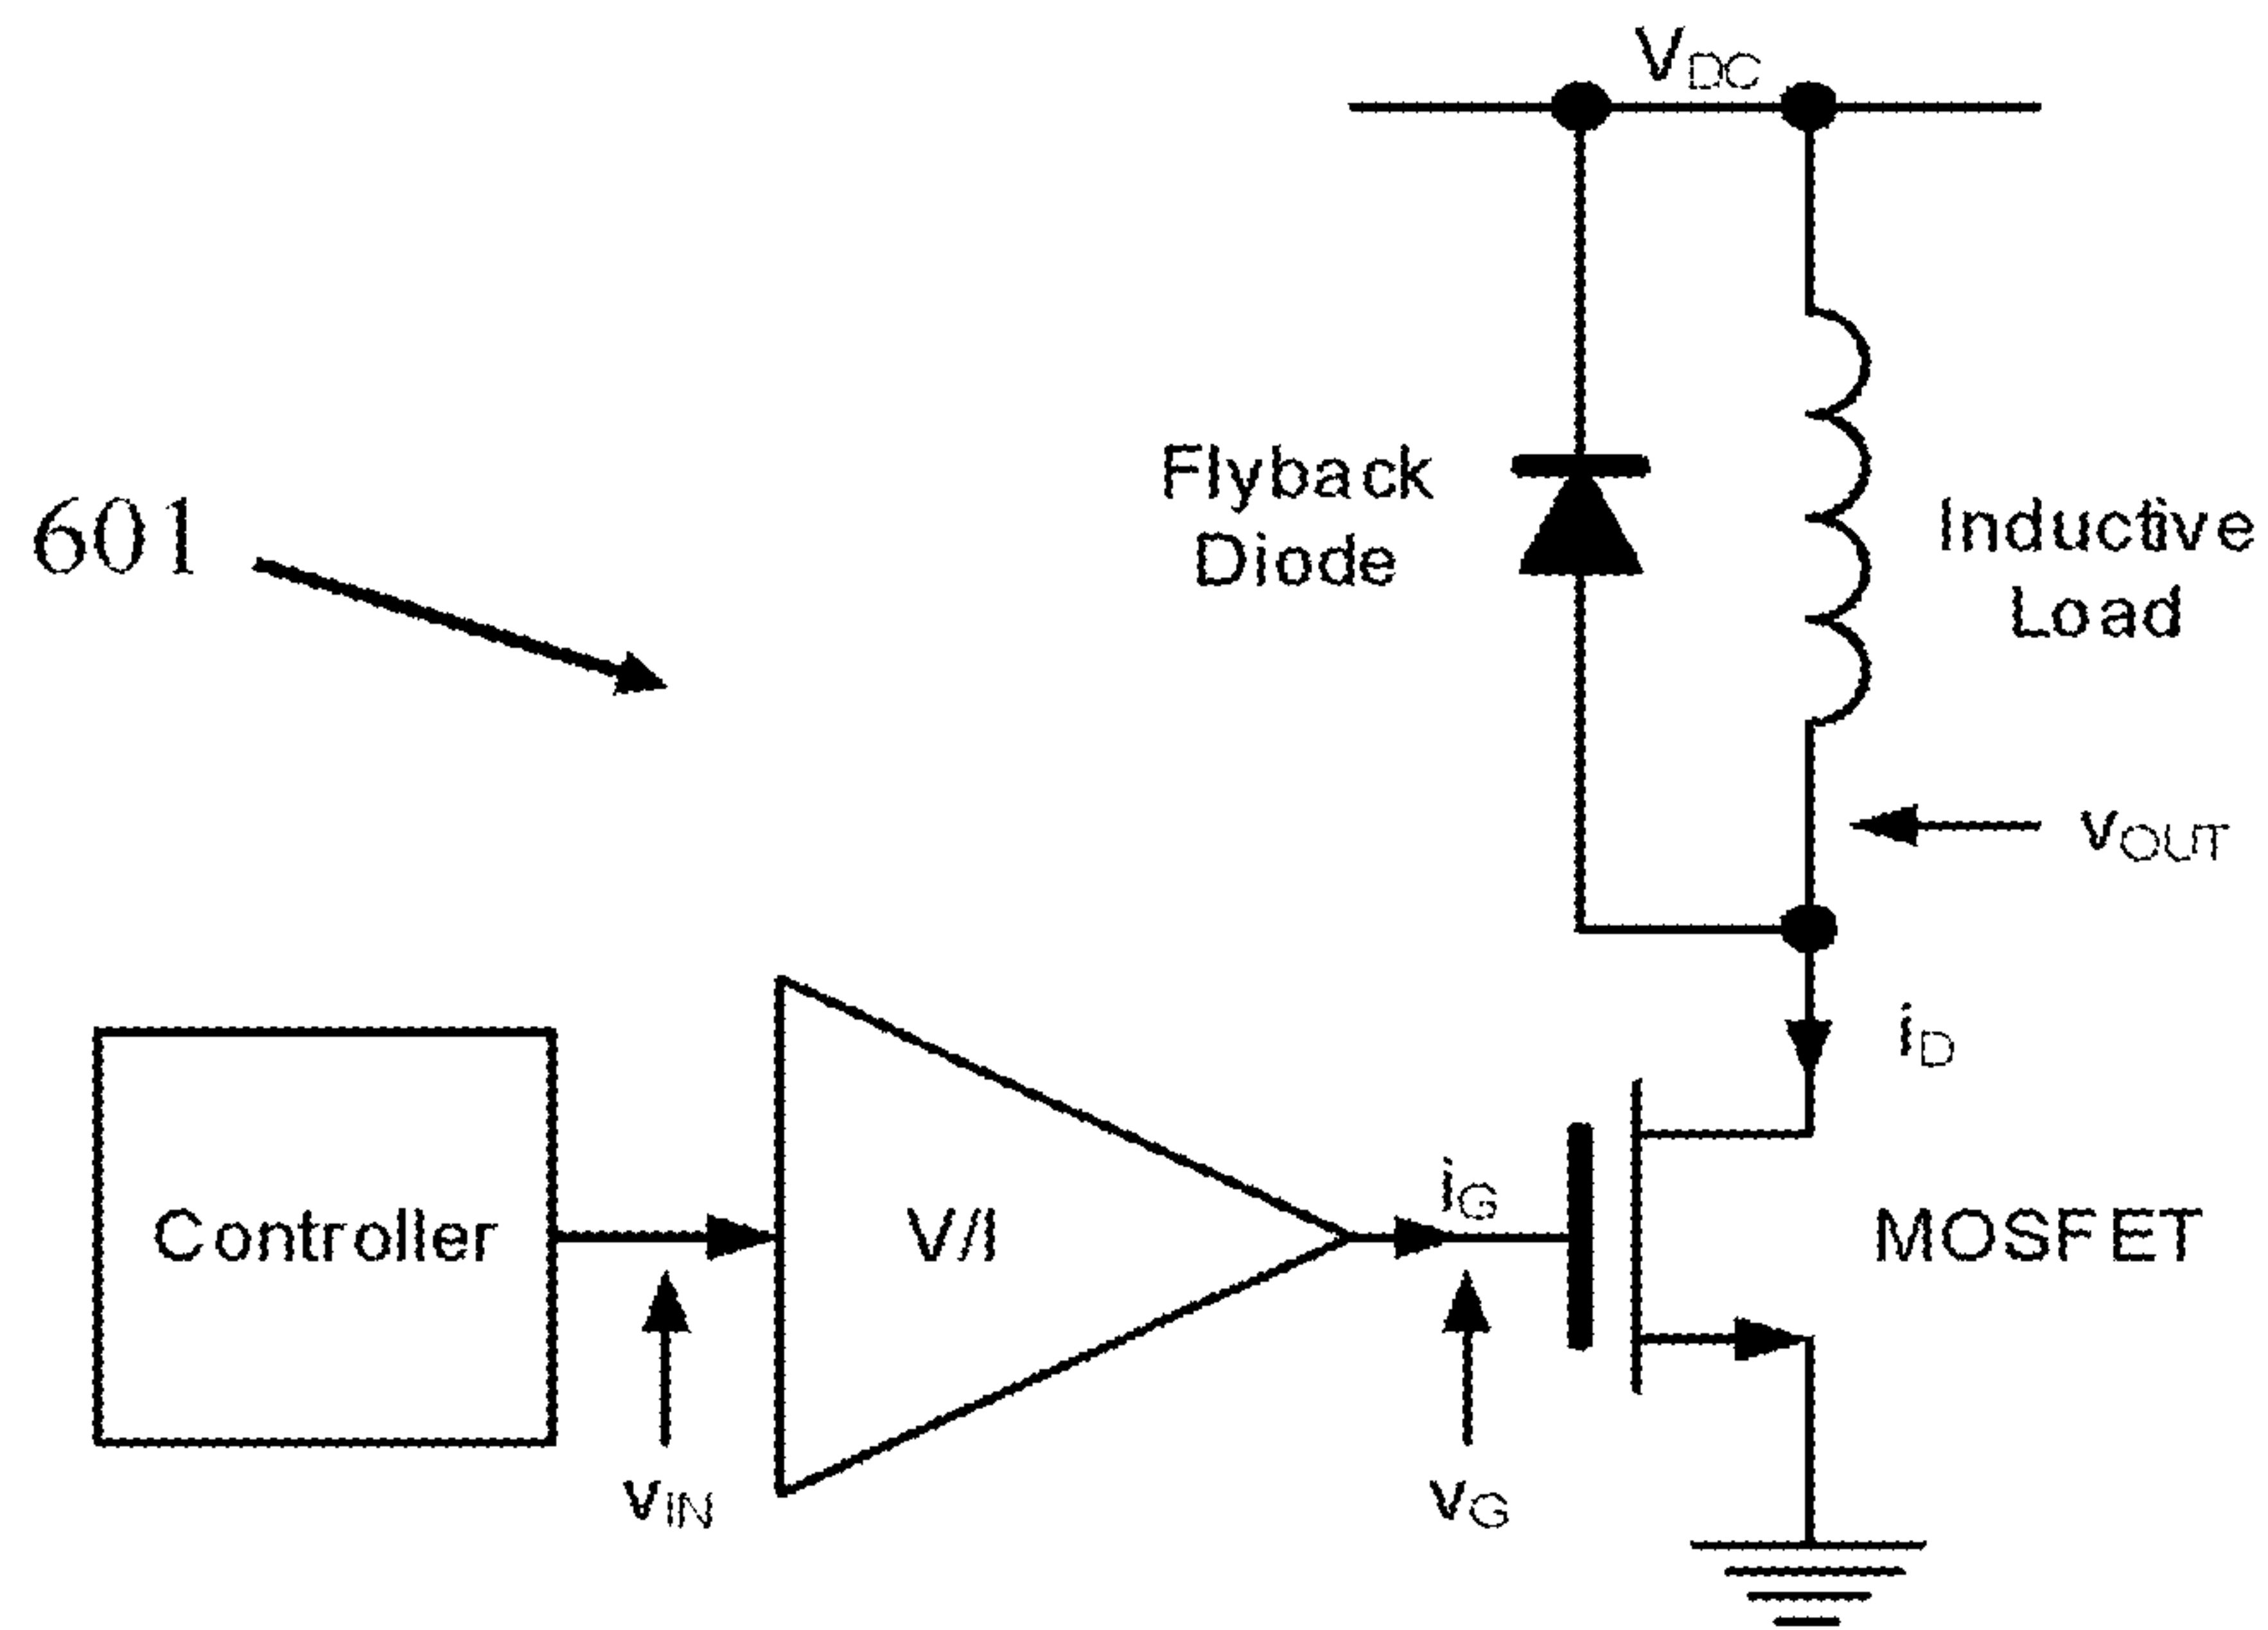 VDC
Flyback
Diode
601
Inductive
Load
vOUT
iD
iG
Controller
V/I
MOSFET
vIN
vG